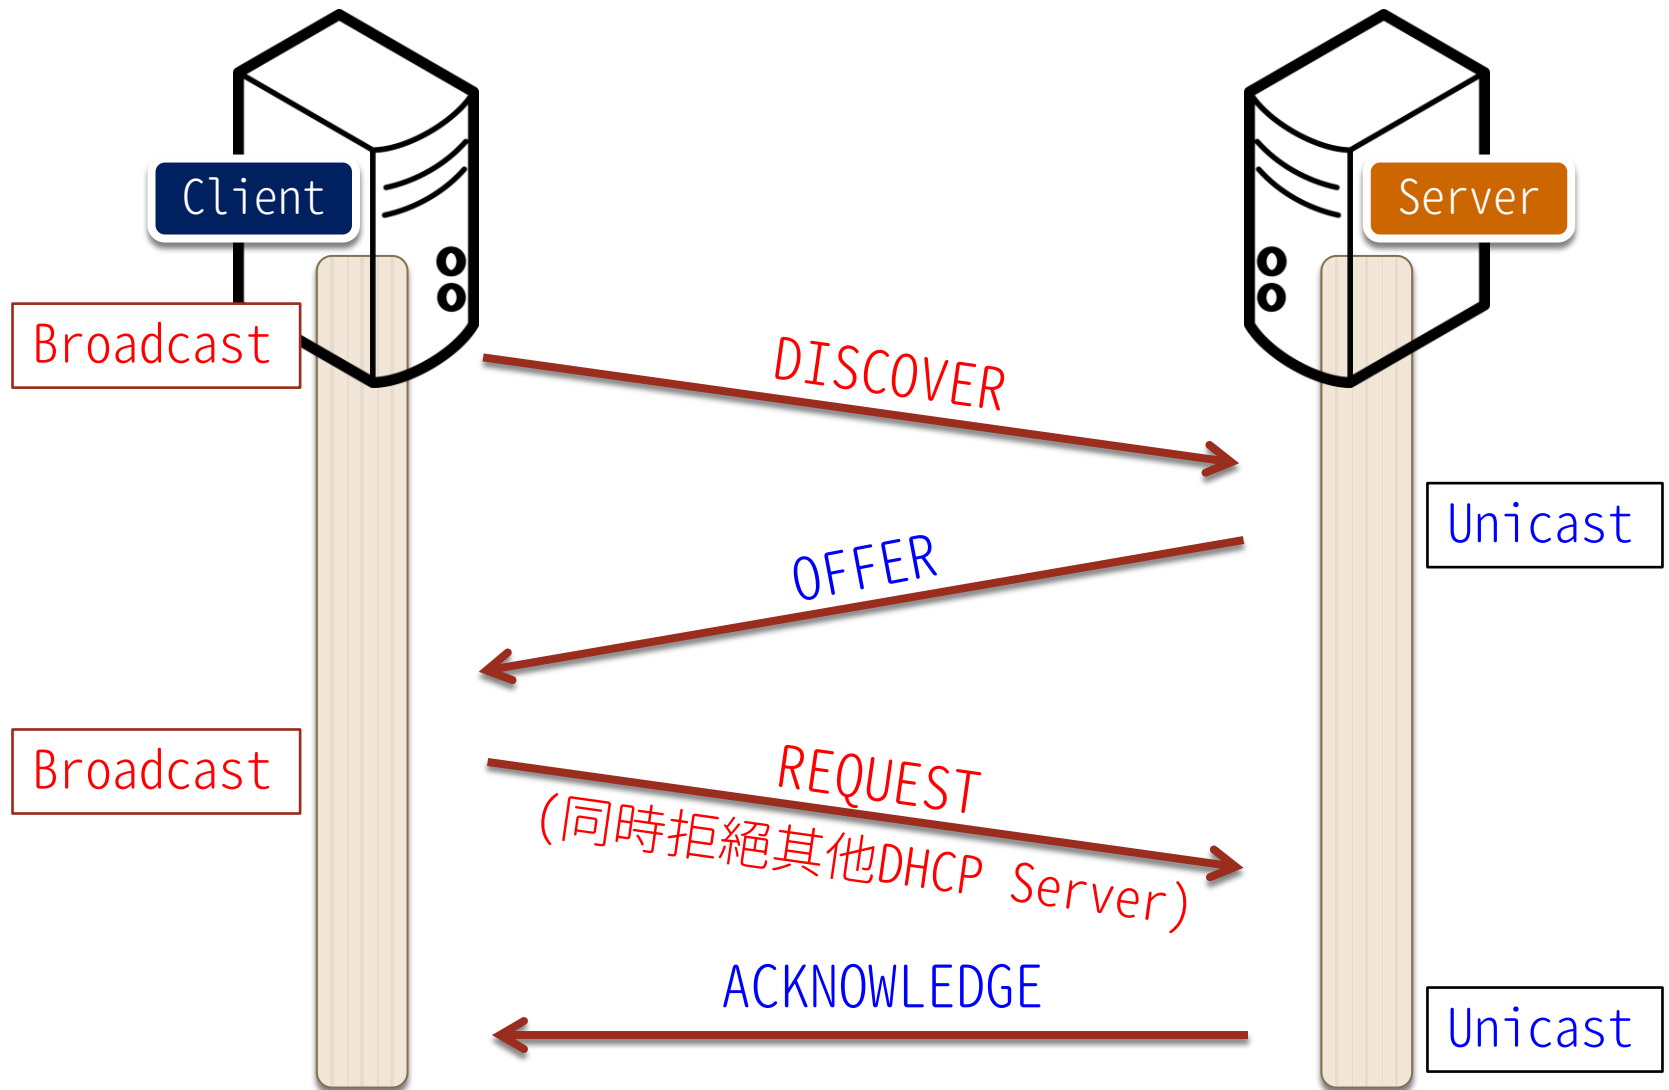 Client
Server
Broadcast
DISCOVER
Unicast
OFFER
Broadcast
REQUEST
(同時拒絕其他DHCP Server)
ACKNOWLEDGE
Unicast